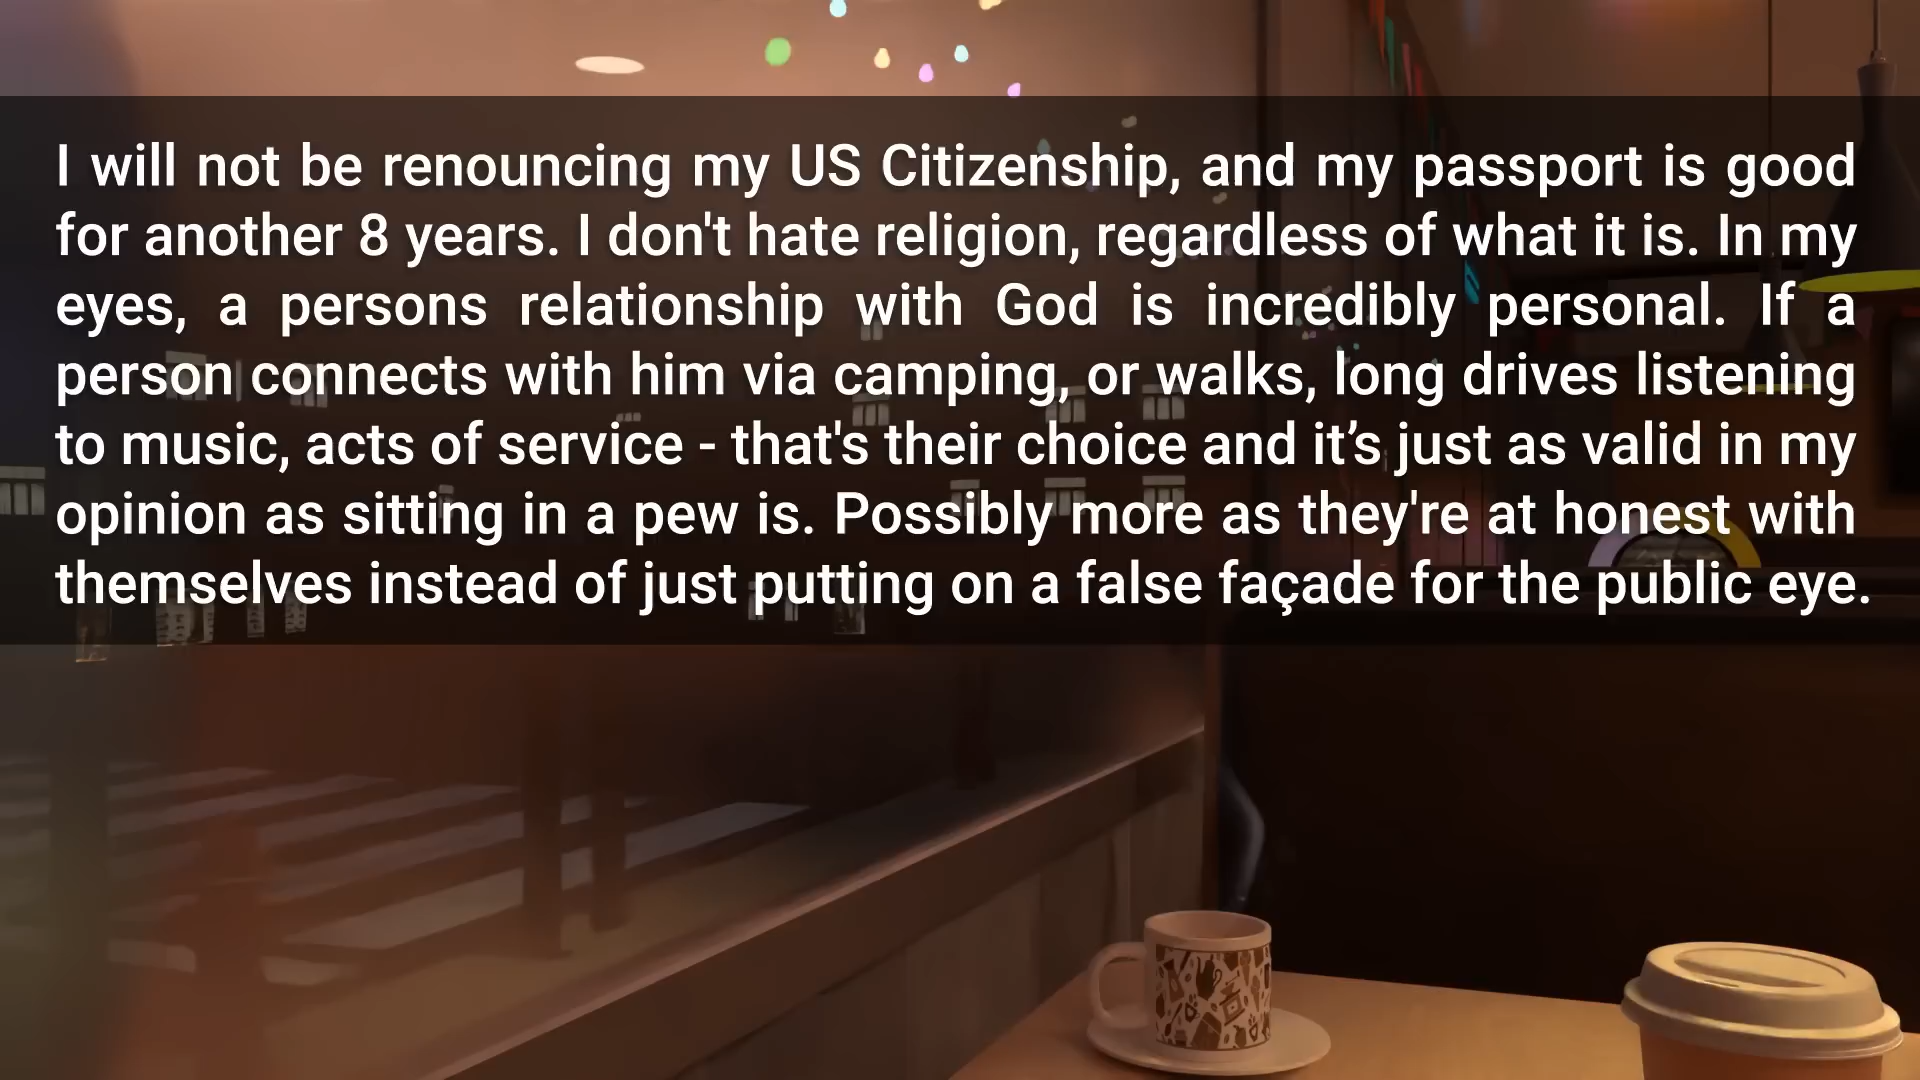 I will not be renouncing my US Citizenship, and my passport is good
for another 8 years. I don't hate religion, regardless of what it is. In my
eyes, a persons relationship with God is incredibly personal. If a
person connects with him via camping, or walks, long drives listening
to music, acts of service - that's their choice and it’s just as valid in my
opinion as sitting in a pew is. Possibly more as they're at honest with
themselves instead of just putting on a false façade for the public eye.